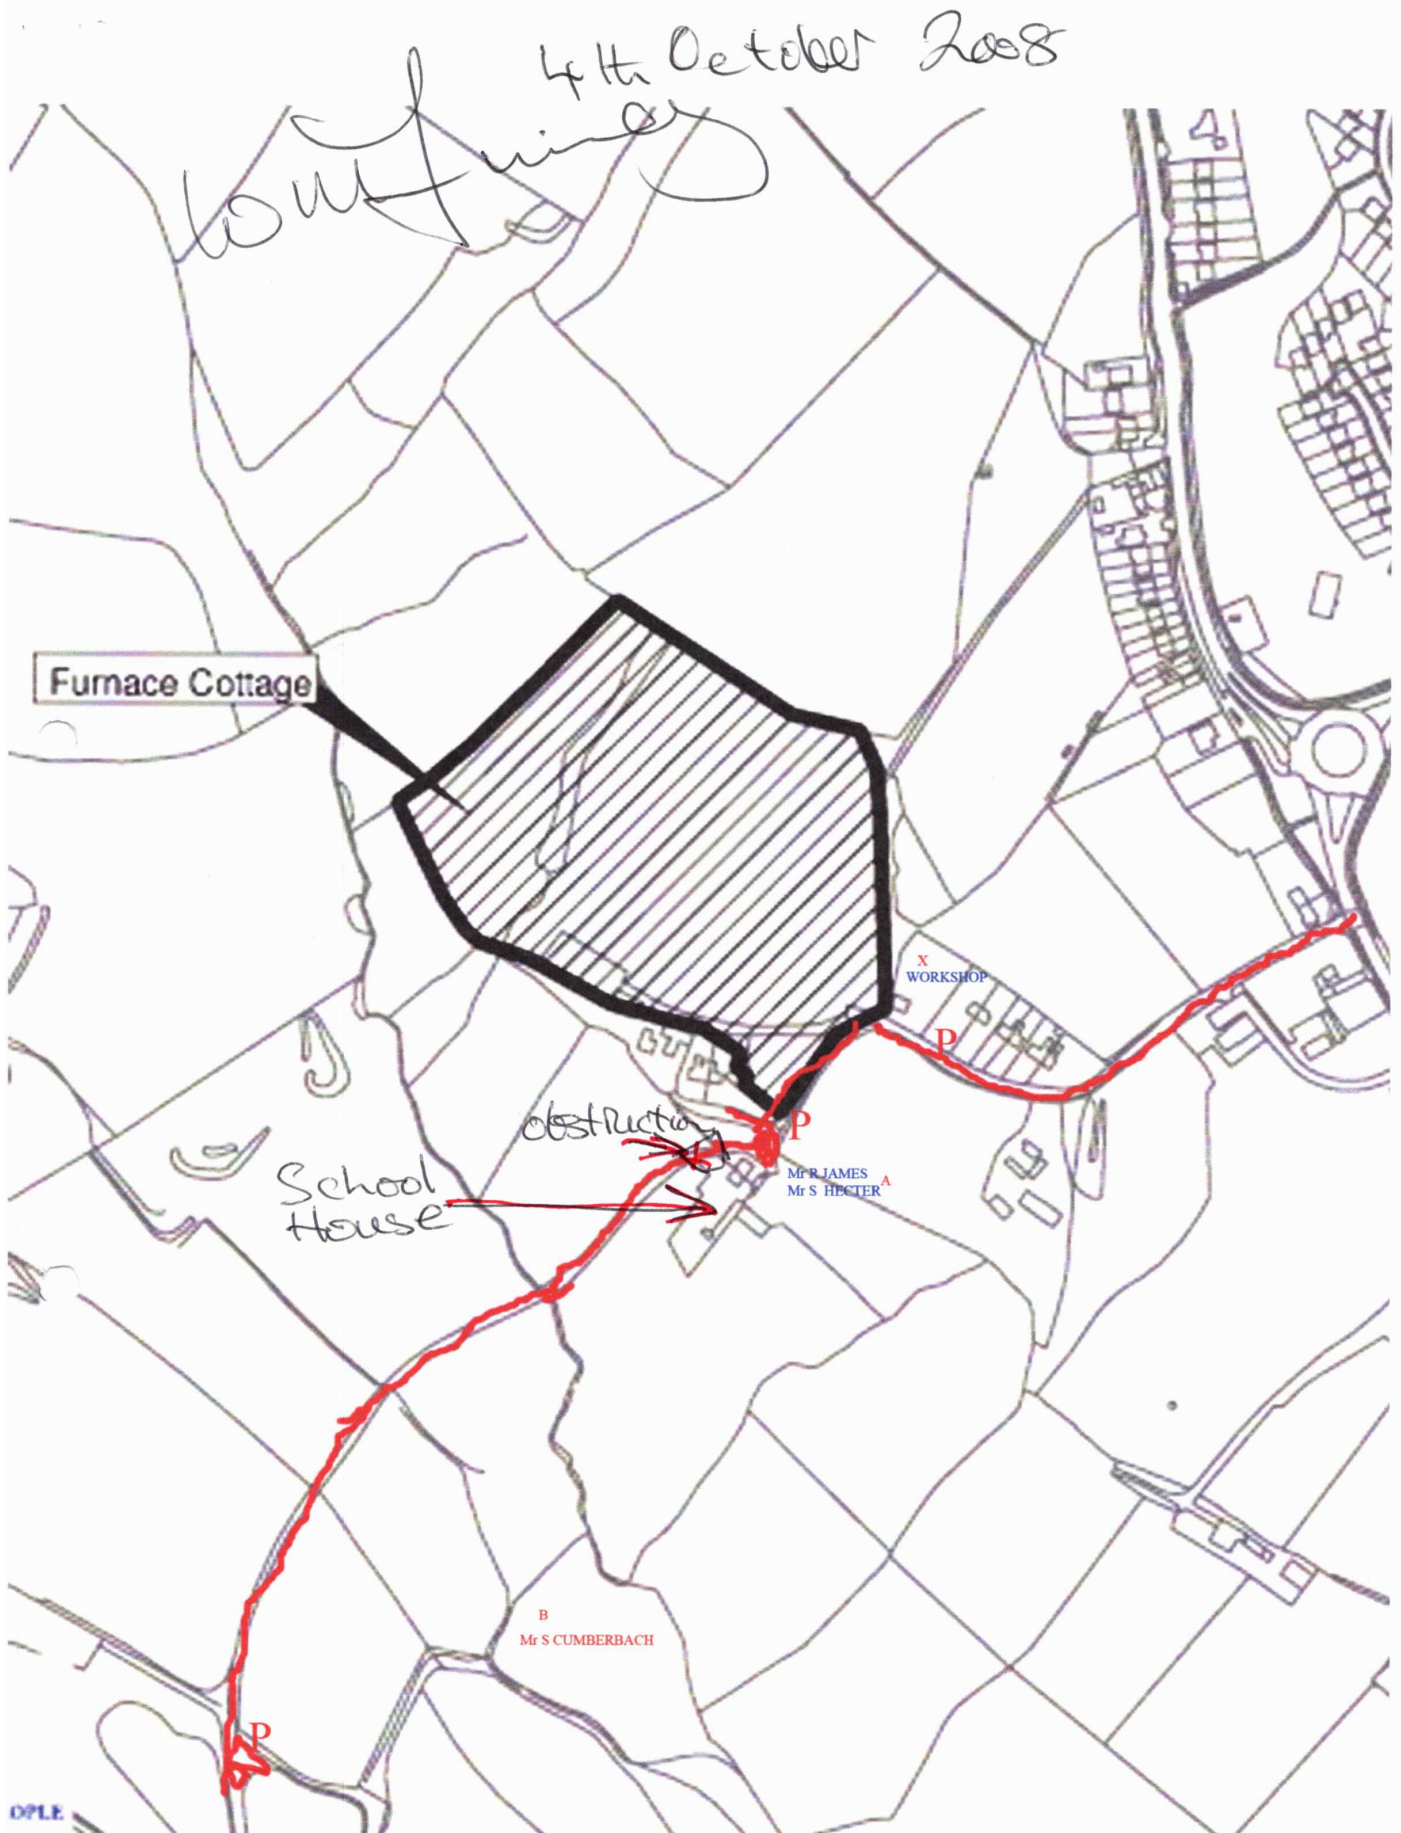 4th October 2008
Furnace Cottage
X
WORKSHOP
P
obstruction
P
School
House
Mr R JAMES
Mr S HECTER A
B
Mr S CUMBERBACH
P
OPLE